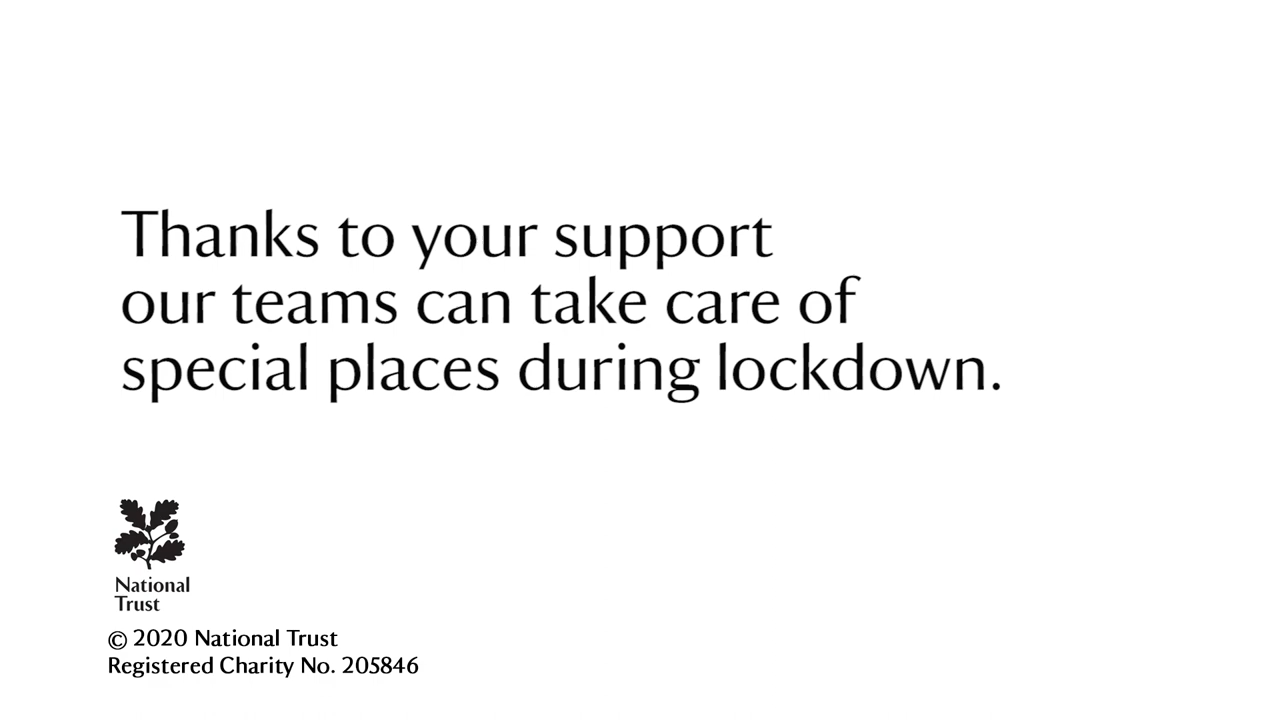 Thanks to your support
our teams can take care of
special places during lockdown.
National
Trust
© 2020 National Trust
Registered Charity No. 205846